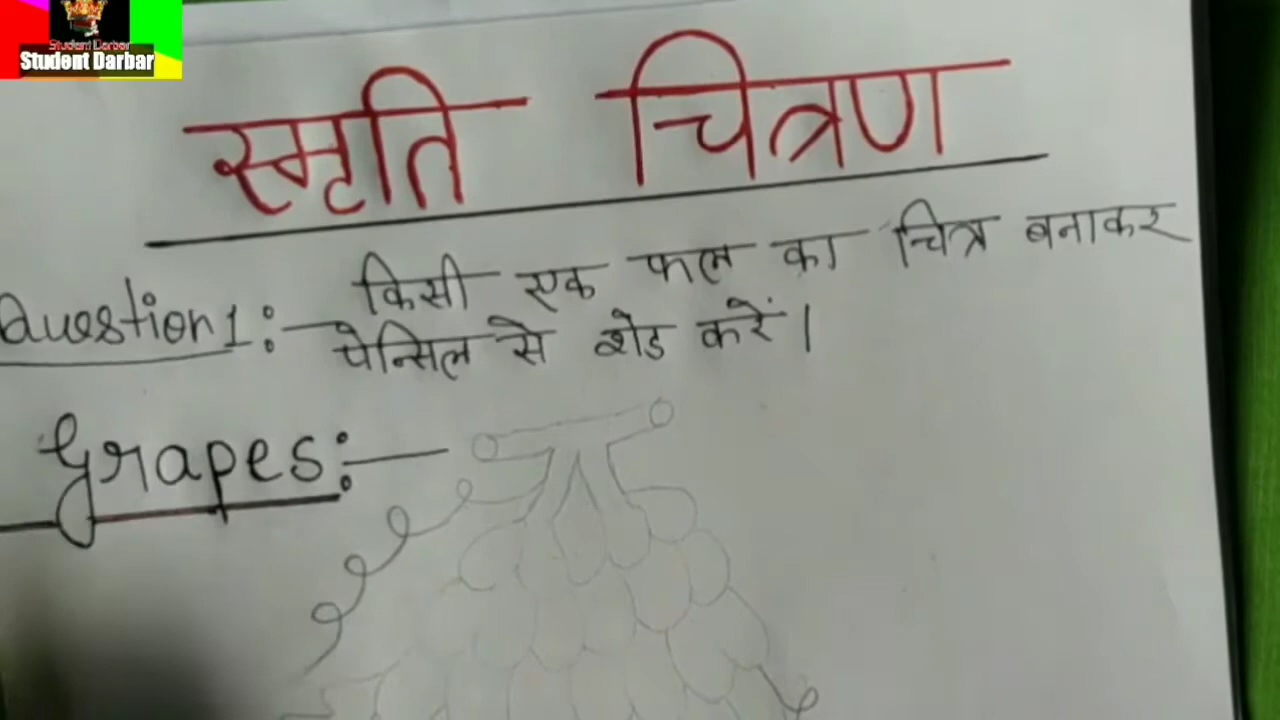 Student Darbar
Student Darbar
स्मृति चित्रण
Question 1:- किसी एक फल का चित्र बनाकर
पेन्सिल से शेड करें।
Grapes:-